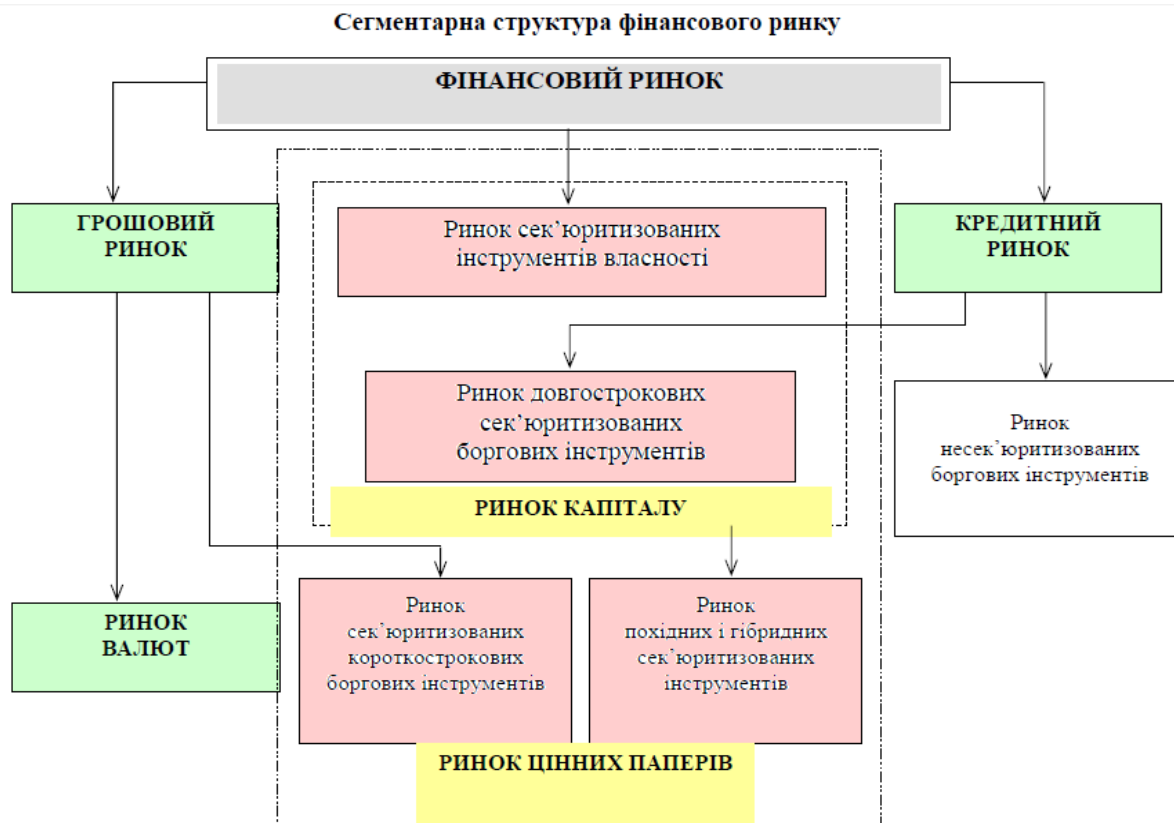 Сегментарна структура фінансового ринку
ФІНАНСОВИЙ РИНОК
ГРОШОВИЙ
РИНОК
Ринок сек’юритизованих
інструментів власності
КРЕДИТНИЙ
РИНОК
Ринок довгострокових
сек’юритизованих
боргових інструментів
Ринок
несек’юритизованих
боргових інструментів
РИНОК КАПІТАЛУ
РИНОК
ВАЛЮТ
Ринок
сек’юритизованих
короткострокових
боргових інструментів
Ринок
похідних і гібридних
сек’юритизованих
інструментів
РИНОК ЦІННИХ ПАПЕРІВ